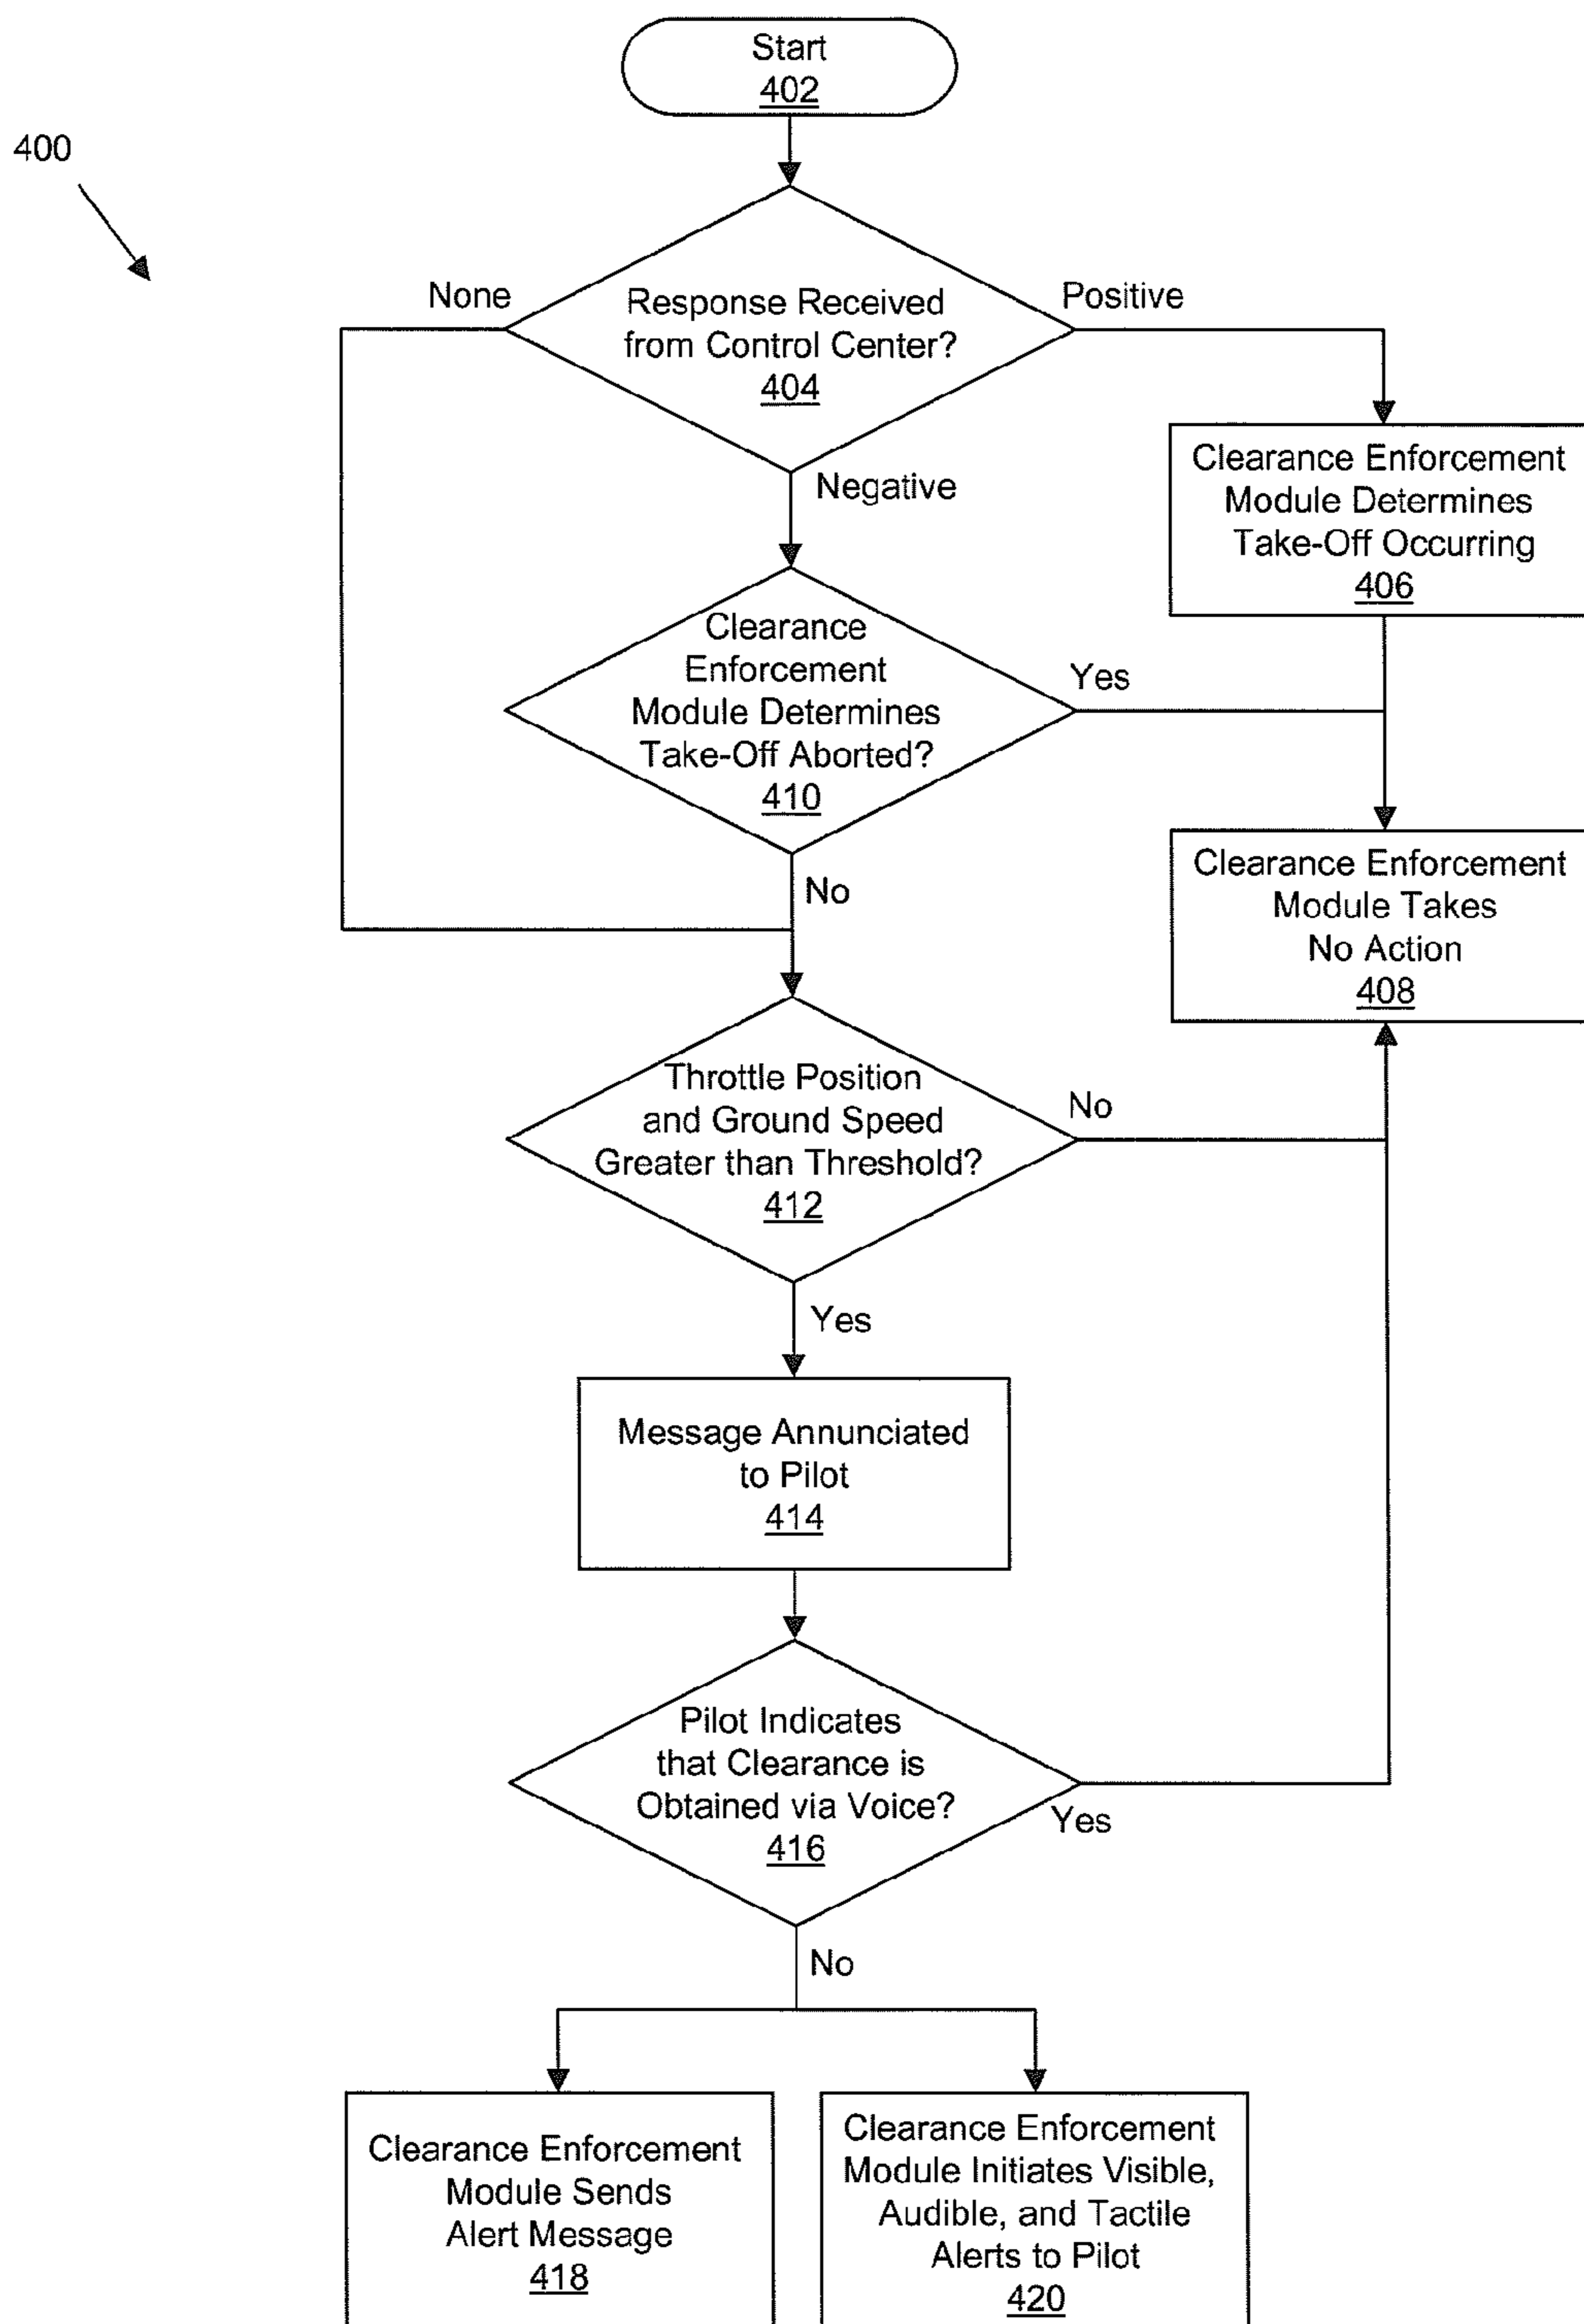 Start
402
400
None
Response Received
from Control Center?
404
Positive
Negative
Clearance Enforcement
Module Determines
Take-Off Occurring
406
Clearance
Enforcement
Module Determines
Take-Off Aborted?
410
Yes
No
Clearance Enforcement
Module Takes
No Action
408
Throttle Position
and Ground Speed
Greater than Threshold?
412
No
Yes
Message Annunciated
to Pilot
414
Pilot Indicates
that Clearance is
Obtained via Voice?
416
Yes
No
Clearance Enforcement
Module Sends
Alert Message
418
Clearance Enforcement
Module Initiates Visible,
Audible, and Tactile
Alerts to Pilot
420